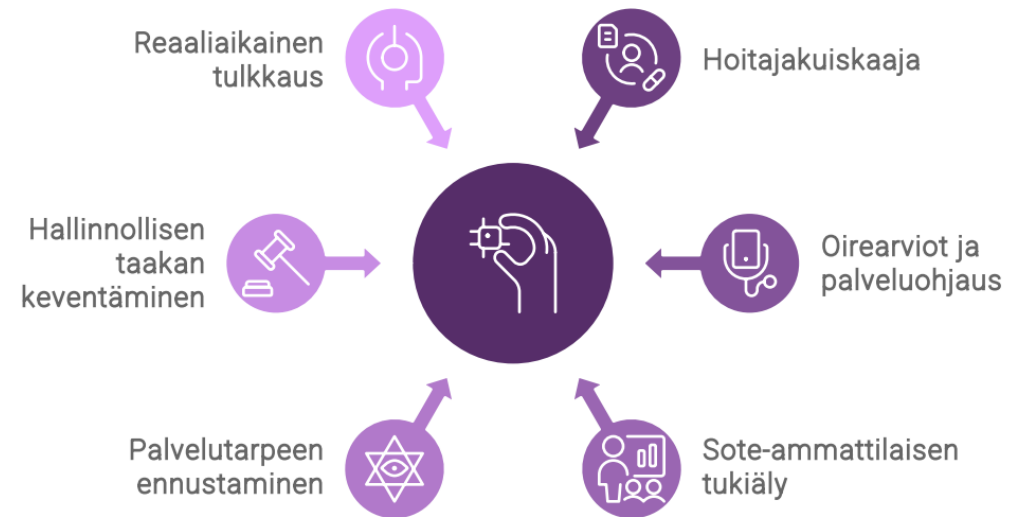 Reaaliaikainen
tulkkaus
Hoitajakuiskaaja
Hallinnollisen
taakan
keventäminen
Oirearviot ja
palveluohjaus
Palvelutarpeen
ennustaminen
Sote-ammattilaisen
tukiäly